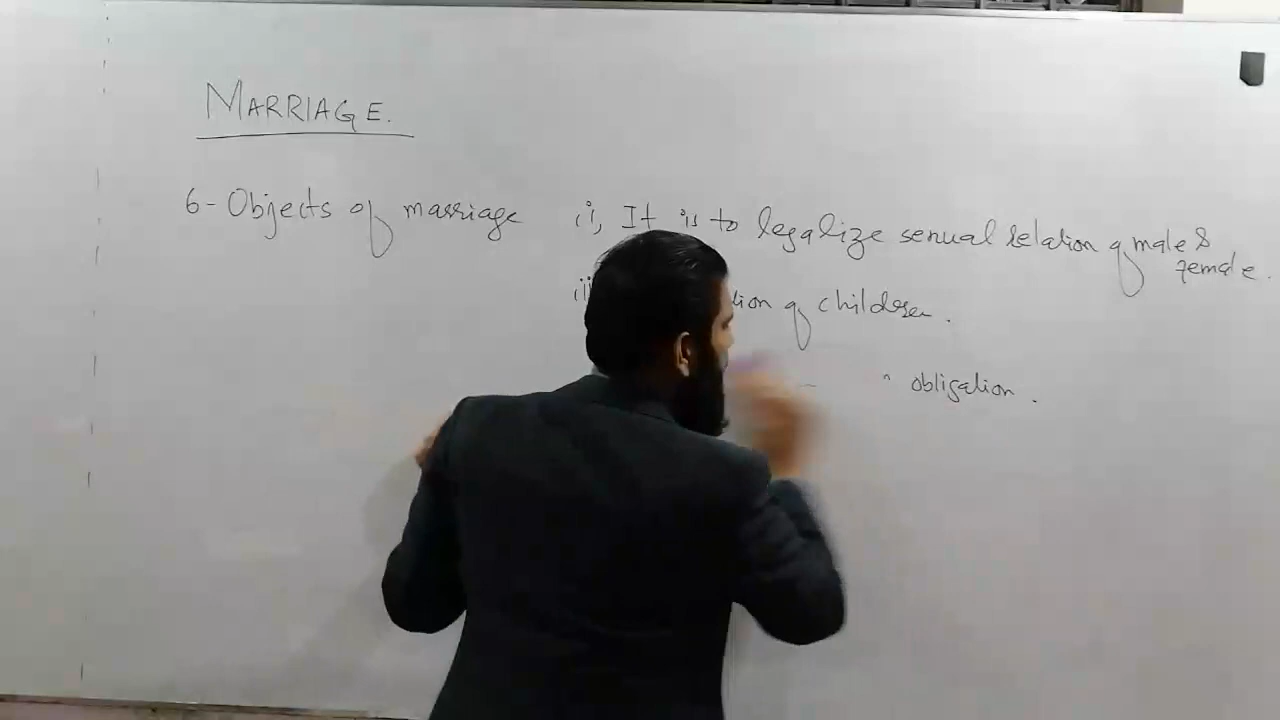 MARRIAGE.
6- Objects of marriage
(i, It is to legalize sexual relation of male &
female.
(ii of children.
obligation.